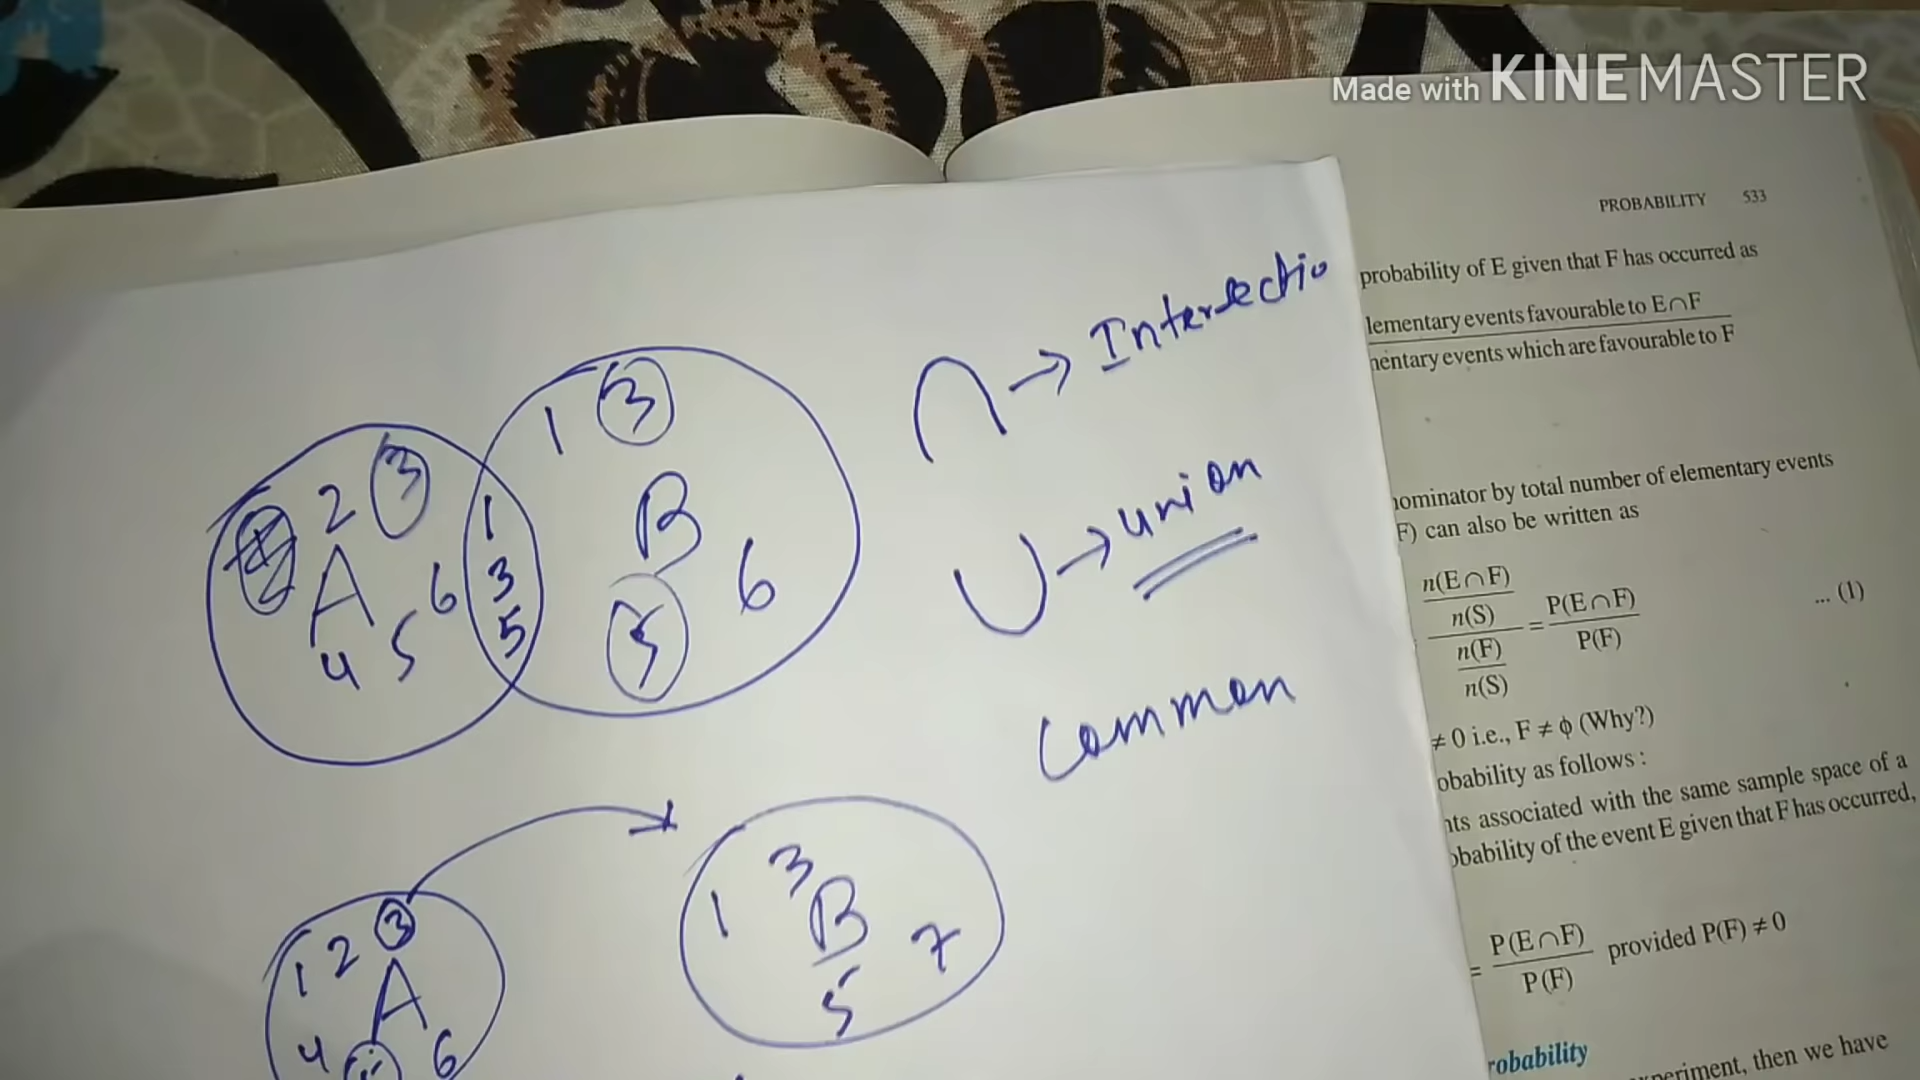 Made with KINEMASTER
PROBABILITY 533
probability of E given that F has occurred as
lementary events favourable to E∩F
nentary events which are favourable to F
nominator by total number of elementary events
F) can also be written as
n(E∩F)
n(S)
n(F)
n(S)
= P(E∩F)
P(F)
... (1)
≠ 0 i.e., F ≠ φ (Why?)
obability as follows :
nts associated with the same sample space of a
obability of the event E given that F has occurred,
= P(E∩F)
P(F)
provided P(F) ≠ 0
robability
xperiment, then we have
∩ → Intersectio
∪ → union
Common
2 3
A
4 5 6
1
3
5
1 3
B
5 6
1 2 3
A
4 6
1 3
B
5 7